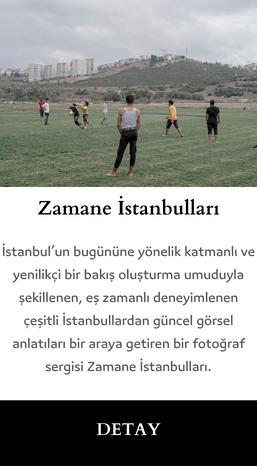 Zamane İstanbulları
İstanbul’un bugününe yönelik katmanlı ve
yenilikçi bir bakış oluşturma umuduyla
şekillenen, eş zamanlı deneyimlenen
çeşitli İstanbullardan güncel görsel
anlatıları bir araya getiren bir fotoğraf
sergisi Zamane İstanbulları.
DETAY